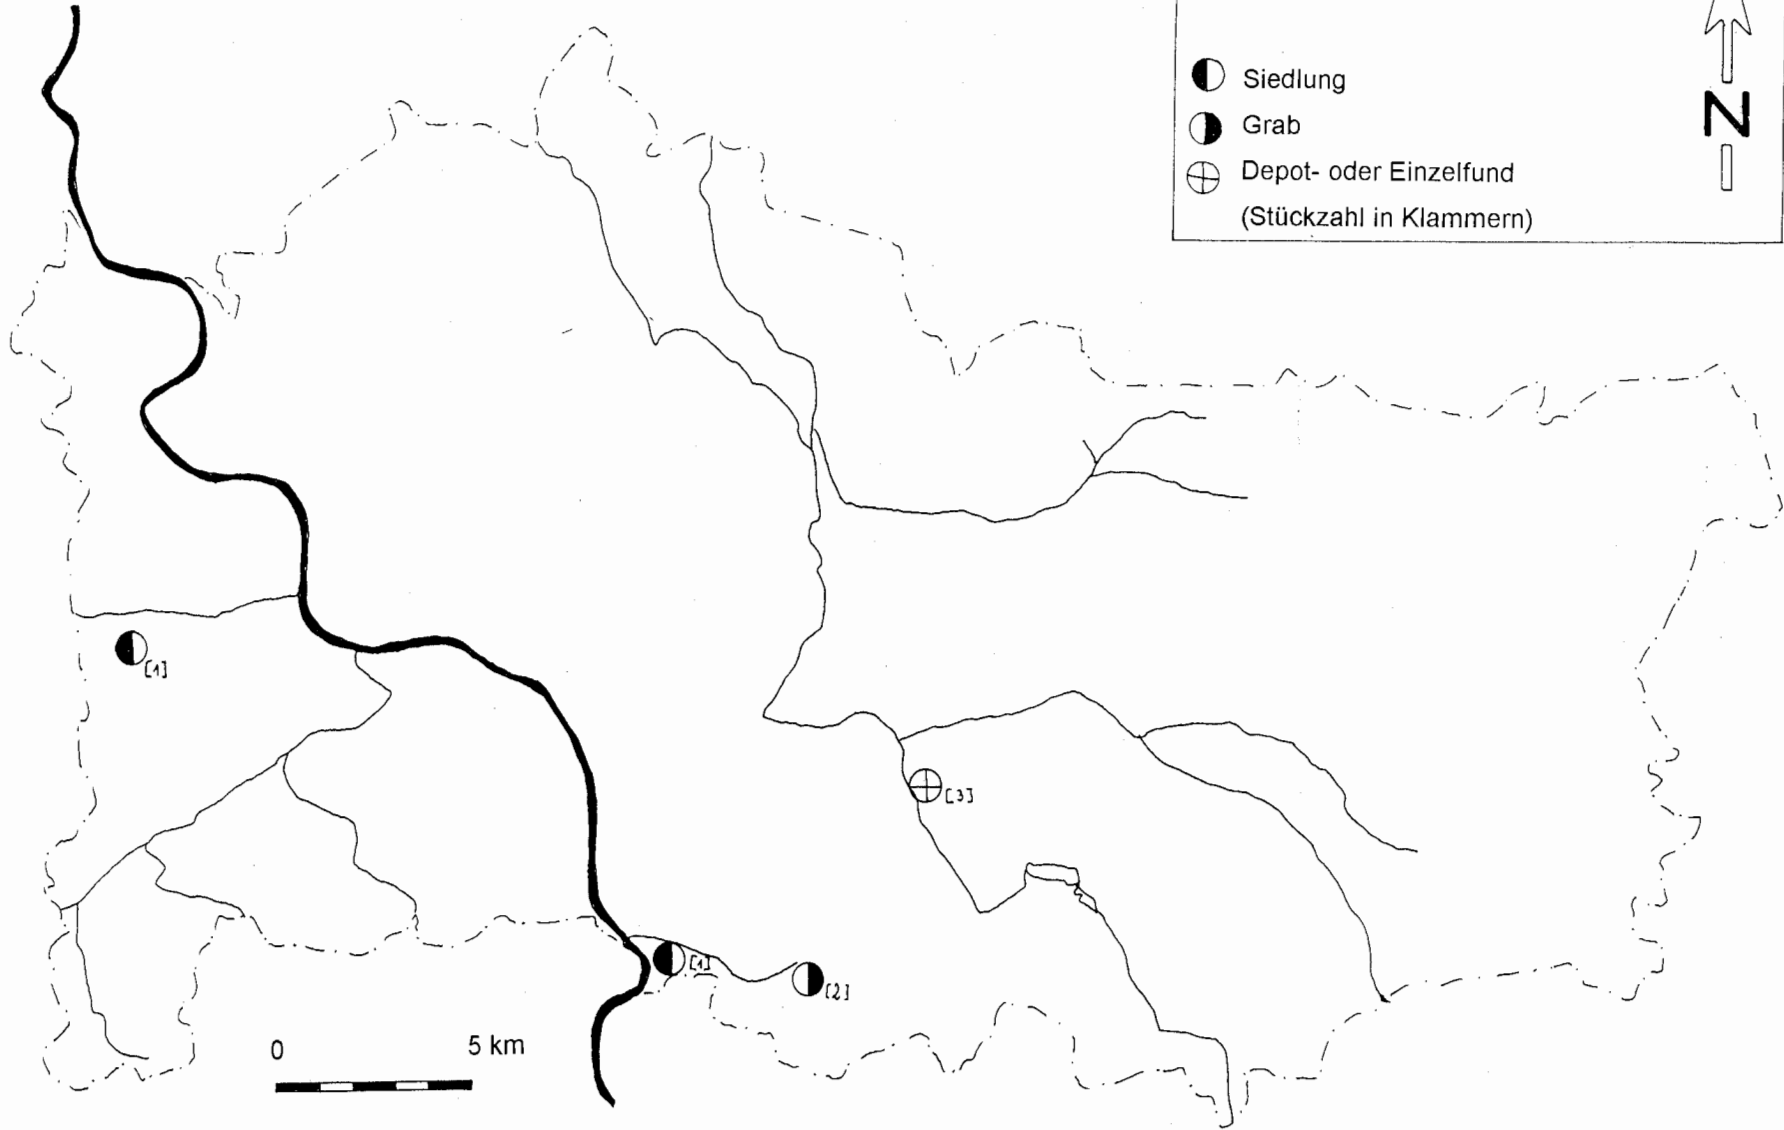 Siedlung
Grab
Depot- oder Einzelfund
(Stückzahl in Klammern)
N
[1]
[3]
[1]
[2]
0 5 km